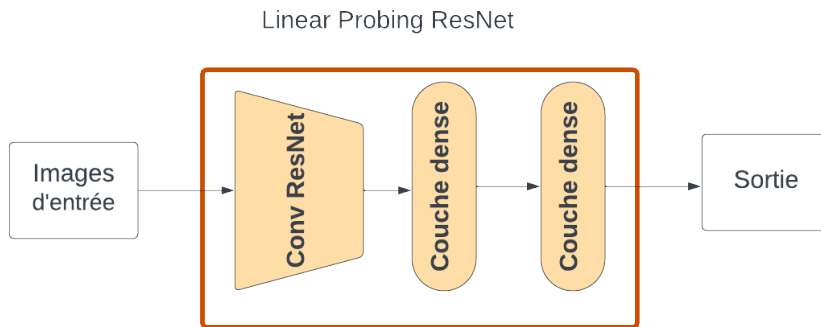 Linear Probing ResNet
Images
d'entrée
Conv ResNet
Couche dense
Couche dense
Sortie